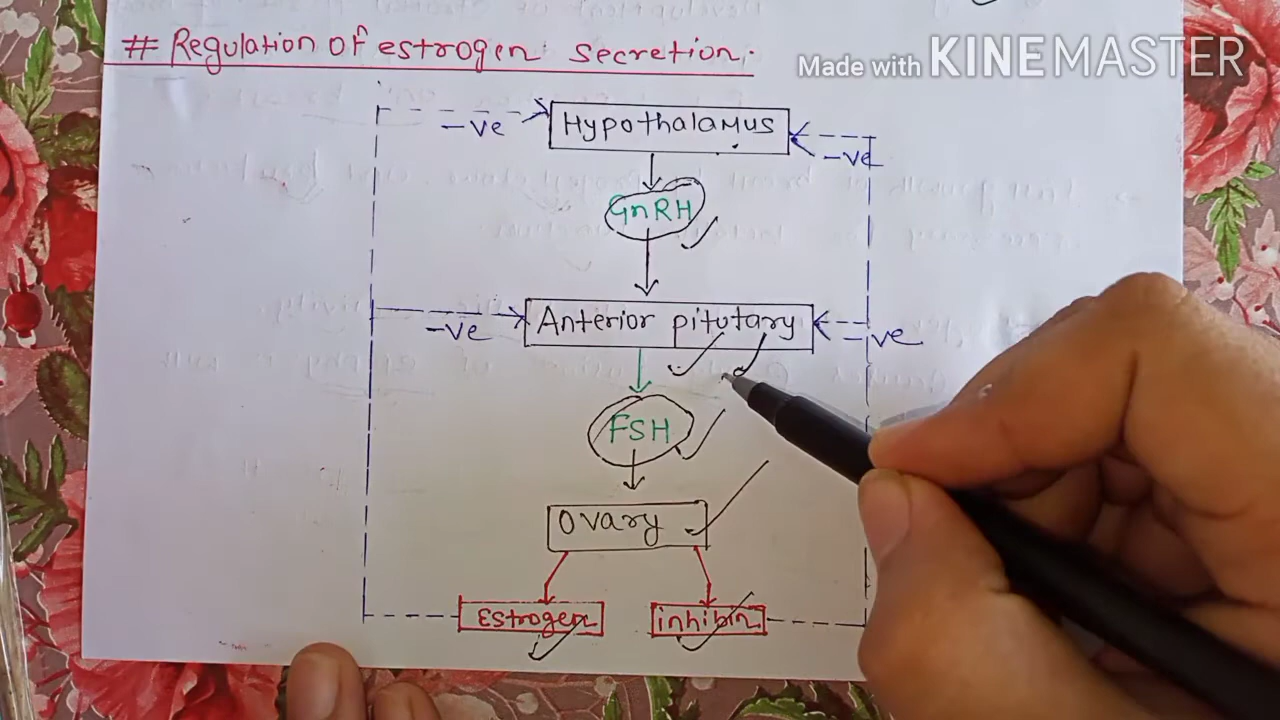 # Regulation of estrogen secretion.
Made with KINEMASTER
-ve
Hypothalamus
-ve
GnRH
-ve
Anterior pitutary
-ve
FSH
Ovary
Estrogen
inhibin